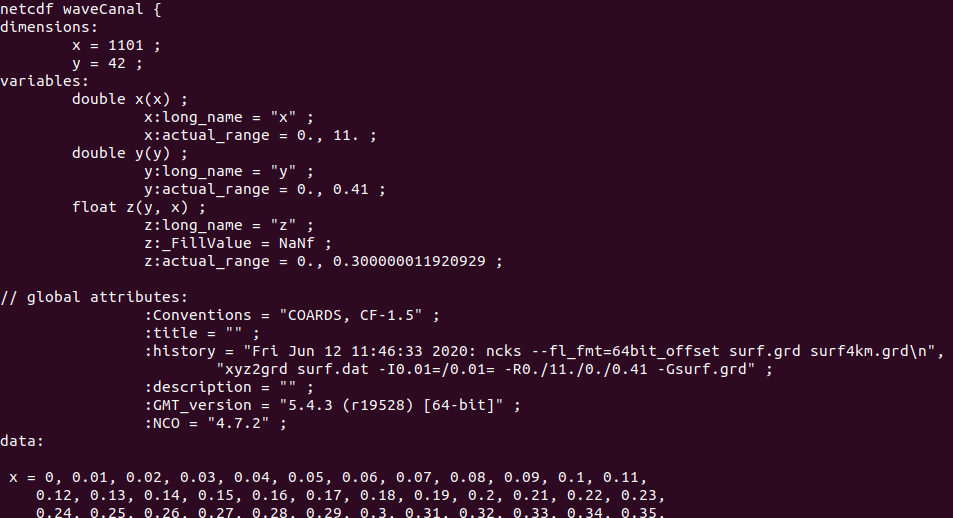 netcdf waveCanal {
dimensions:
x = 1101 ;
y = 42 ;
variables:
double x(x) ;
x:long_name = "x" ;
x:actual_range = 0., 11. ;
double y(y) ;
y:long_name = "y" ;
y:actual_range = 0., 0.41 ;
float z(y, x) ;
z:long_name = "z" ;
z:_FillValue = NaNf ;
z:actual_range = 0., 0.300000011920929 ;
// global attributes:
:Conventions = "COARDS, CF-1.5" ;
:title = "" ;
:history = "Fri Jun 12 11:46:33 2020: ncks --fl_fmt=64bit_offset surf.grd surf4km.grd\n",
"xyz2grd surf.dat -I0.01=/0.01= -R0./11./0./0.41 -Gsurf.grd" ;
:description = "" ;
:GMT_version = "5.4.3 (r19528) [64-bit]" ;
:NCO = "4.7.2" ;
data:
x = 0, 0.01, 0.02, 0.03, 0.04, 0.05, 0.06, 0.07, 0.08, 0.09, 0.1, 0.11,
0.12, 0.13, 0.14, 0.15, 0.16, 0.17, 0.18, 0.19, 0.2, 0.21, 0.22, 0.23,
0.24, 0.25, 0.26, 0.27, 0.28, 0.29, 0.3, 0.31, 0.32, 0.33, 0.34, 0.35,